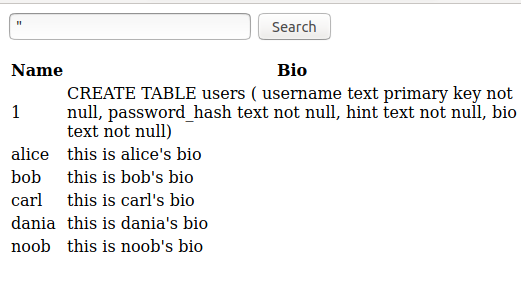 " Search
Name Bio
CREATE TABLE users ( username text primary key not
1 null, password_hash text not null, hint text not null, bio
text not null)
alice this is alice's bio
bob this is bob's bio
carl this is carl's bio
dania this is dania's bio
noob this is noob's bio